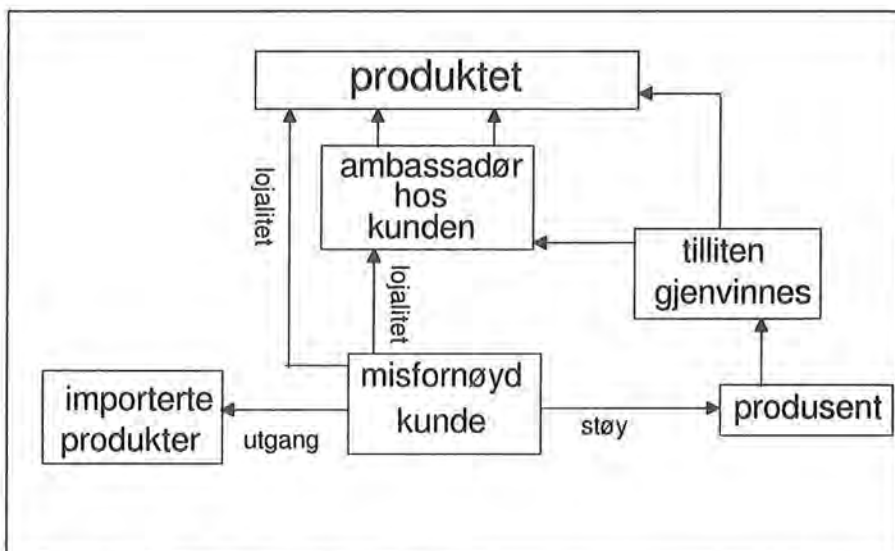 produktet
lojalitet
ambassadør
hos
kunden
tilliten
gjenvinnes
lojalitet
misfornøyd
kunde
importerte
produkter
utgang
støy
produsent